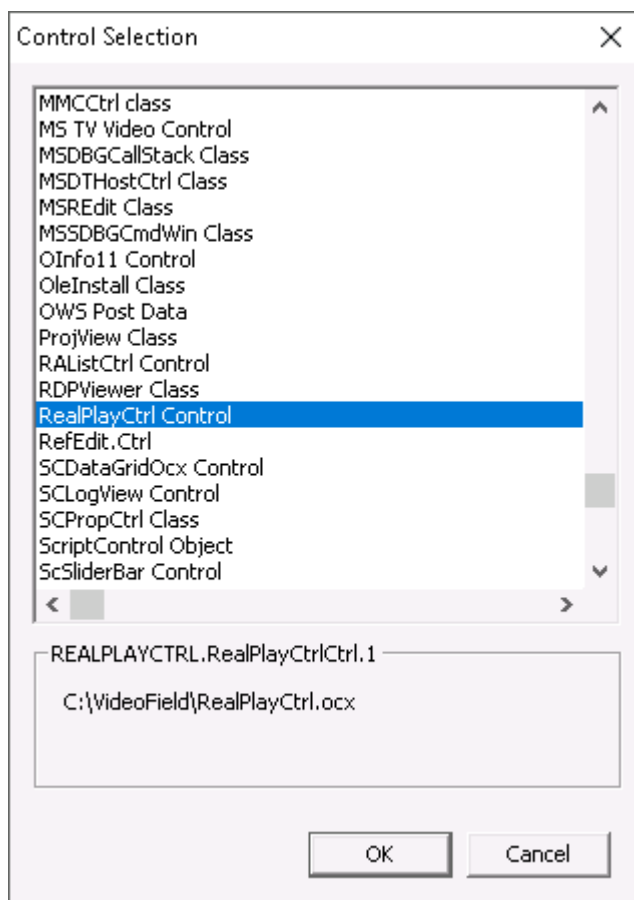 Control Selection
MMCCtrl class
MS TV Video Control
MSDBGCallStack Class
MSDTHostCtrl Class
MSREdit Class
MSSDBGCmdWin Class
OInfo11 Control
OleInstall Class
OWS Post Data
ProjView Class
RAListCtrl Control
RDPViewer Class
RealPlayCtrl Control
RefEdit.Ctrl
SCDataGridOcx Control
SCLogView Control
SCPropCtrl Class
ScriptControl Object
ScSliderBar Control
REALPLAYCTRL.RealPlayCtrlCtrl.1
C:\VideoField\RealPlayCtrl.ocx
OK
Cancel